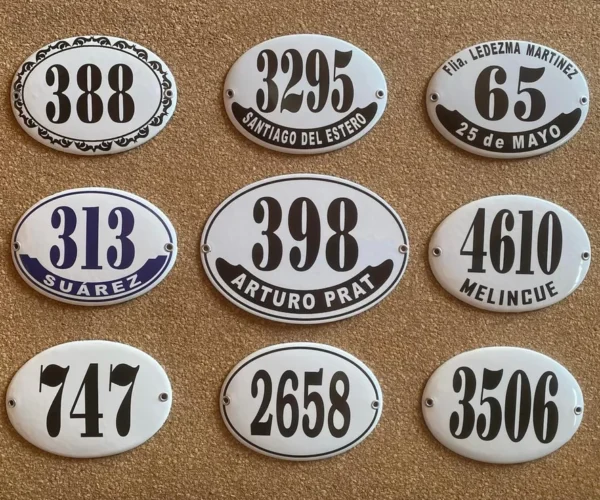 388
3295
SANTIAGO DEL ESTERO
Flia. LEDEZMA MARTINEZ
65
25 de MAYO
313
SUÁREZ
398
ARTURO PRAT
4610
MELINCUE
747
2658
3506